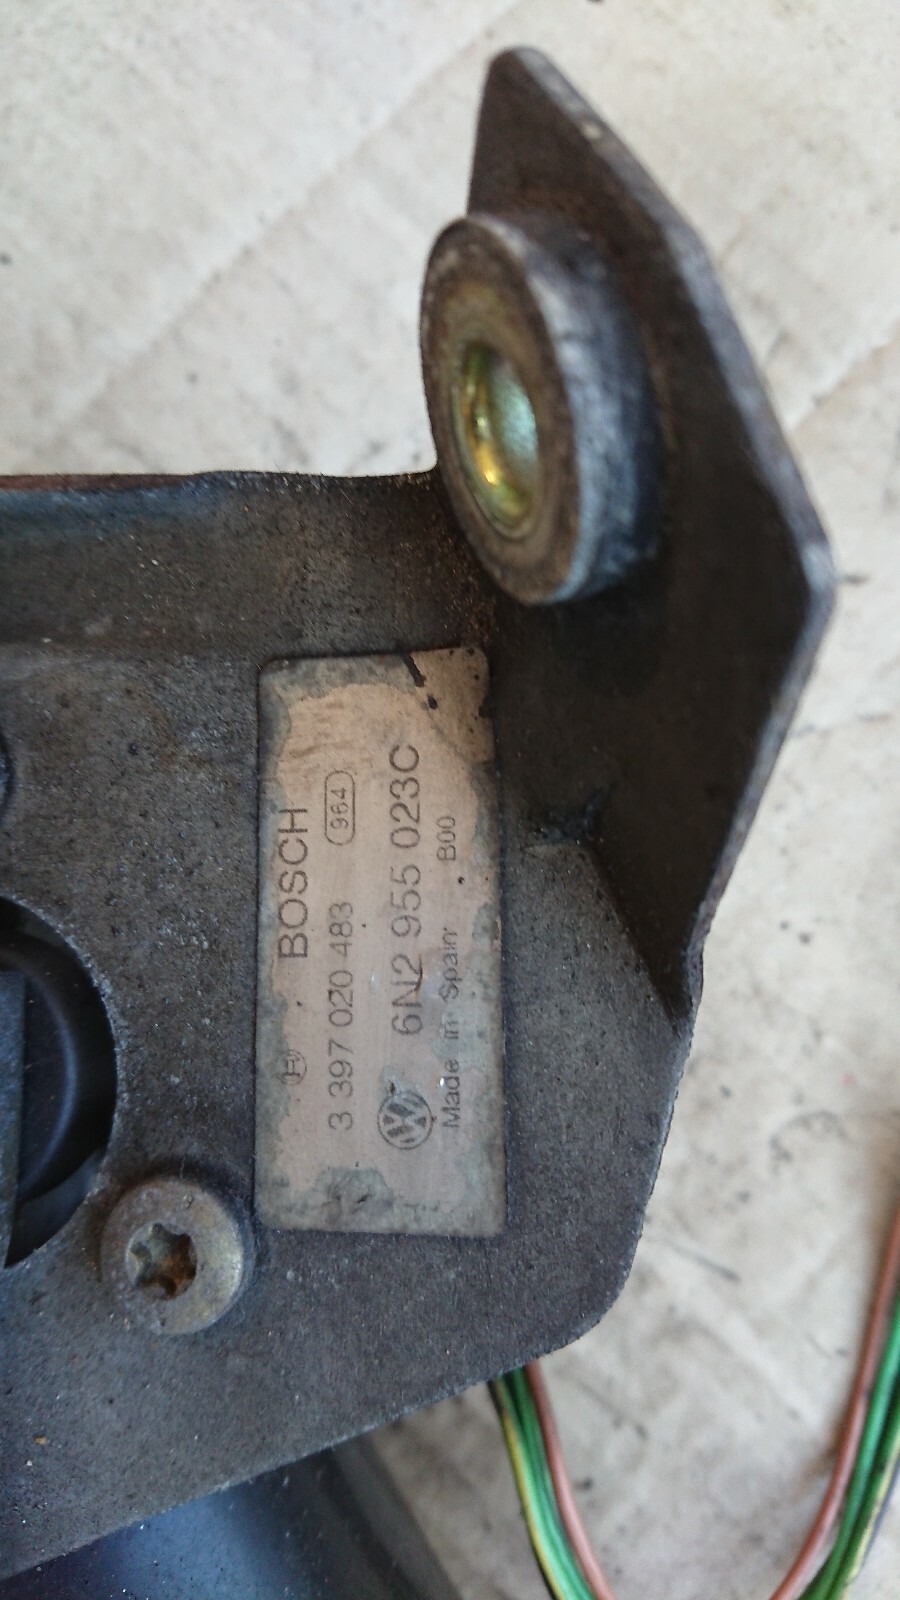 BOSCH
3 397 020 483 964
6N2 955 023C
Made in Spain B00